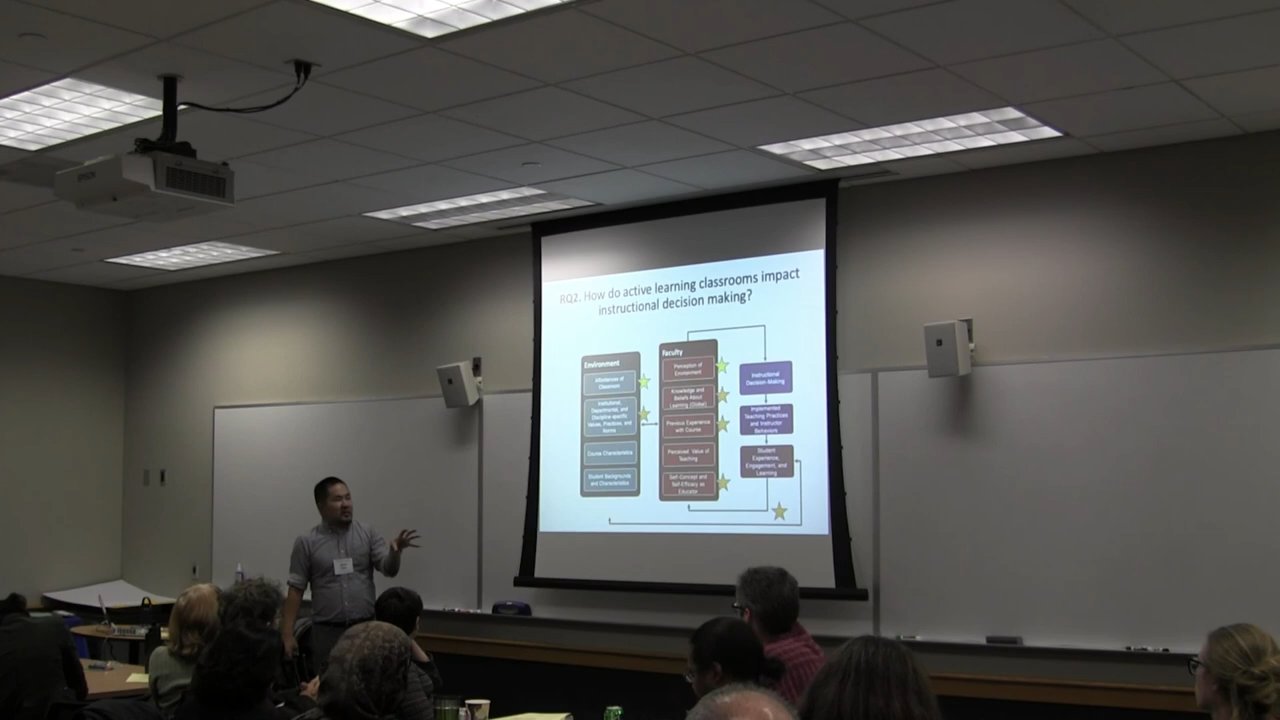 EPSON
RQ2. How do active learning classrooms impact
instructional decision making?
Environment
Affordances of
Classroom
Institutional,
Departmental, and
Discipline-specific
Values, Practices, and
Norms
Course Characteristics
Student Backgrounds
and Characteristics
Faculty
Perception of
Environment
Knowledge and
Beliefs About
Learning (Global)
Previous Experience
with Course
Perceived Value of
Teaching
Self-Concept and
Self-Efficacy as
Educator
Instructional
Decision-Making
Implemented
Teaching Practices
and Instructor
Behaviors
Student
Experience,
Engagement, and
Learning